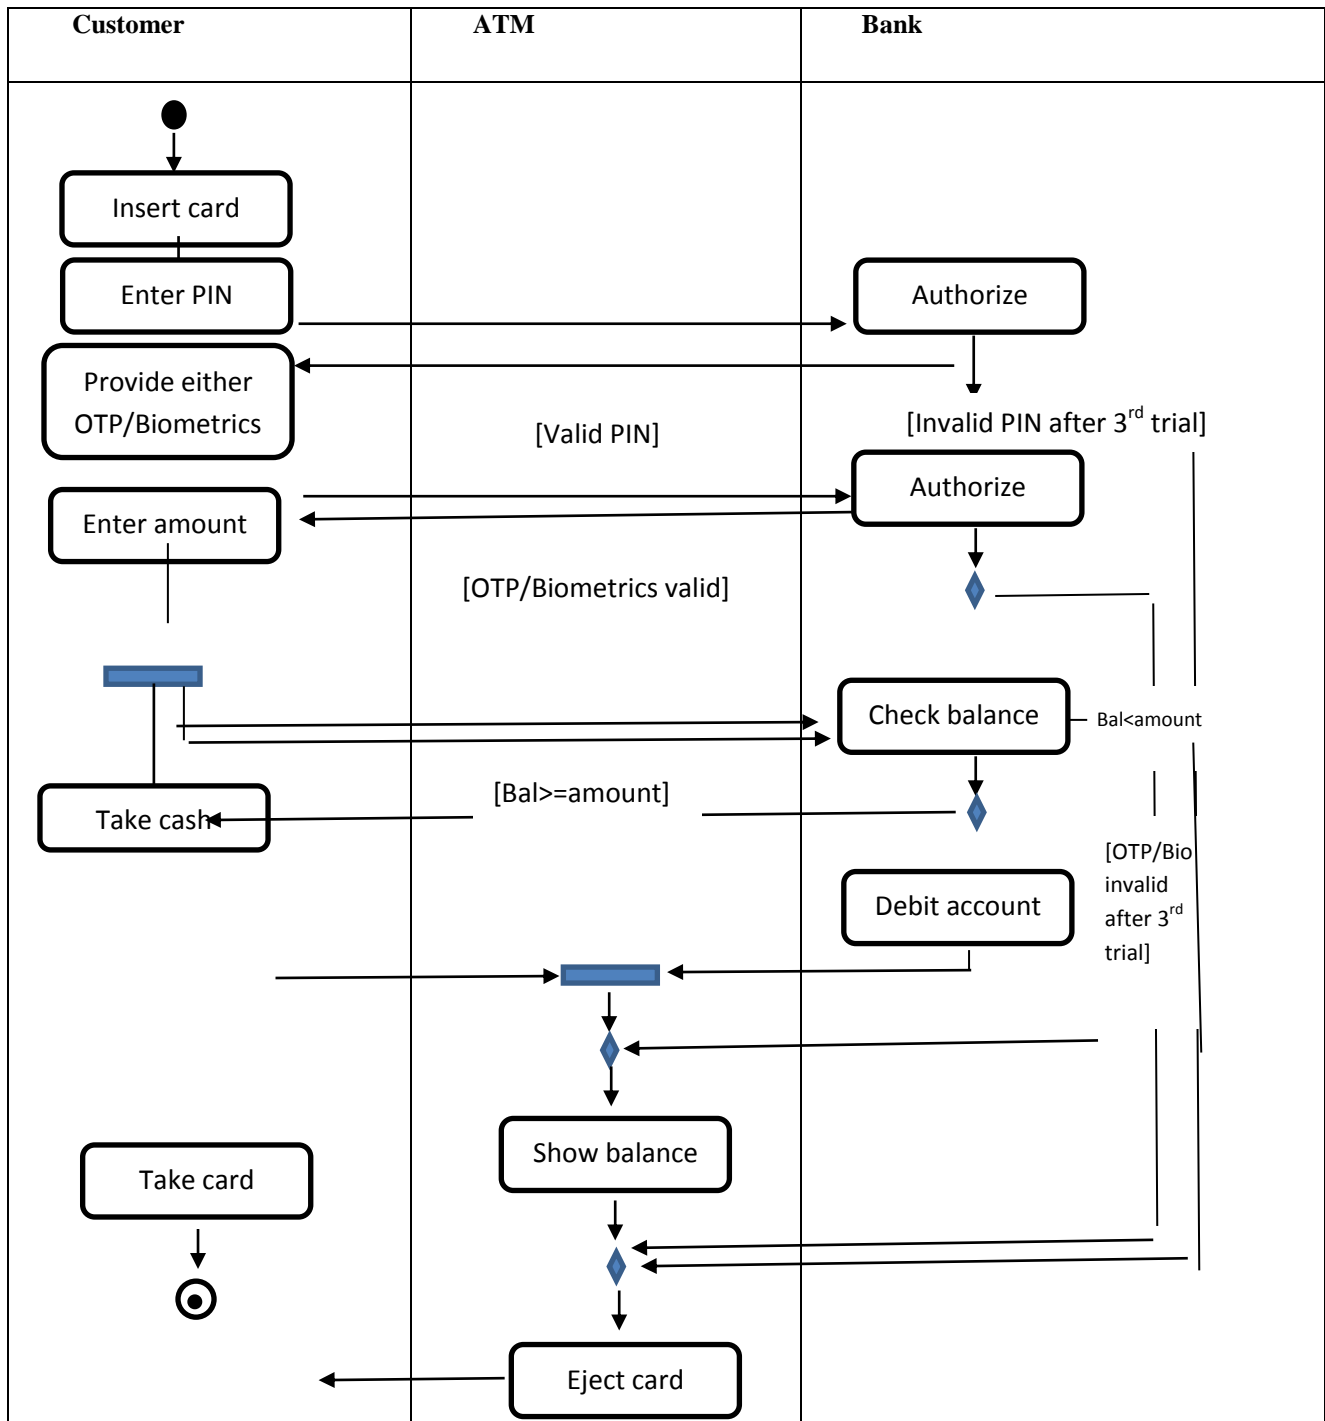 Customer
ATM
Bank
Insert card
Enter PIN
Authorize
Provide either
OTP/Biometrics
[Valid PIN]
[Invalid PIN after 3rd trial]
Authorize
Enter amount
[OTP/Biometrics valid]
Check balance
Bal<amount
[Bal>=amount]
Take cash
[OTP/Bio
invalid
after 3rd
trial]
Debit account
Show balance
Take card
Eject card